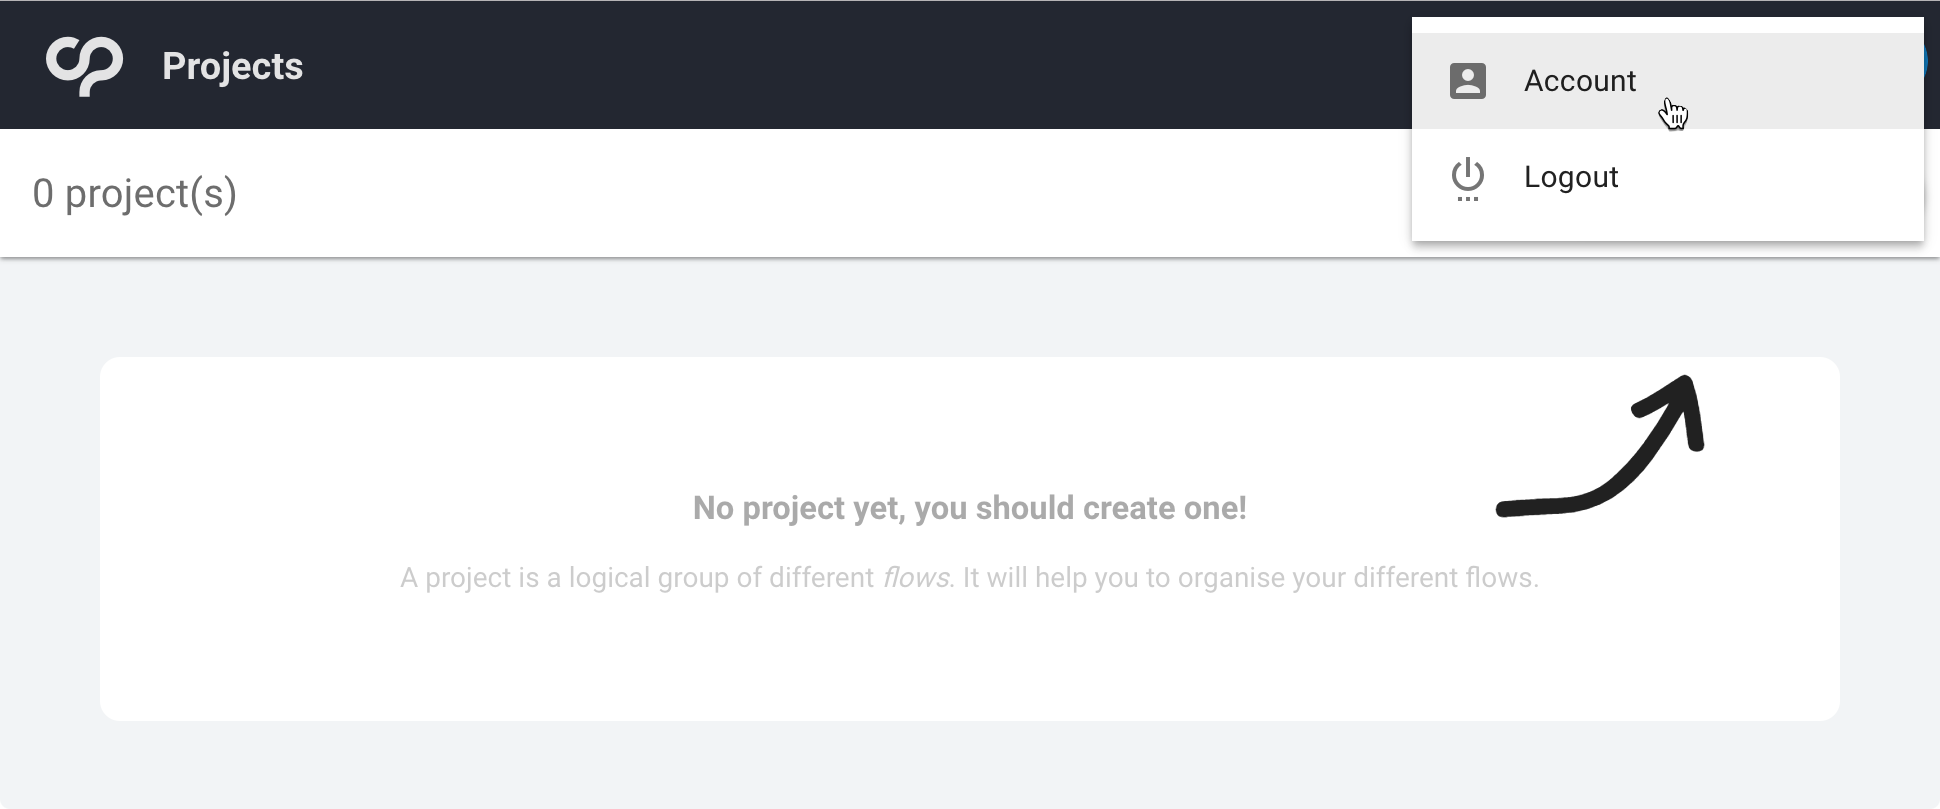 Projects
Account
Logout
0 project(s)
No project yet, you should create one!
A project is a logical group of different flows. It will help you to organise your different flows.